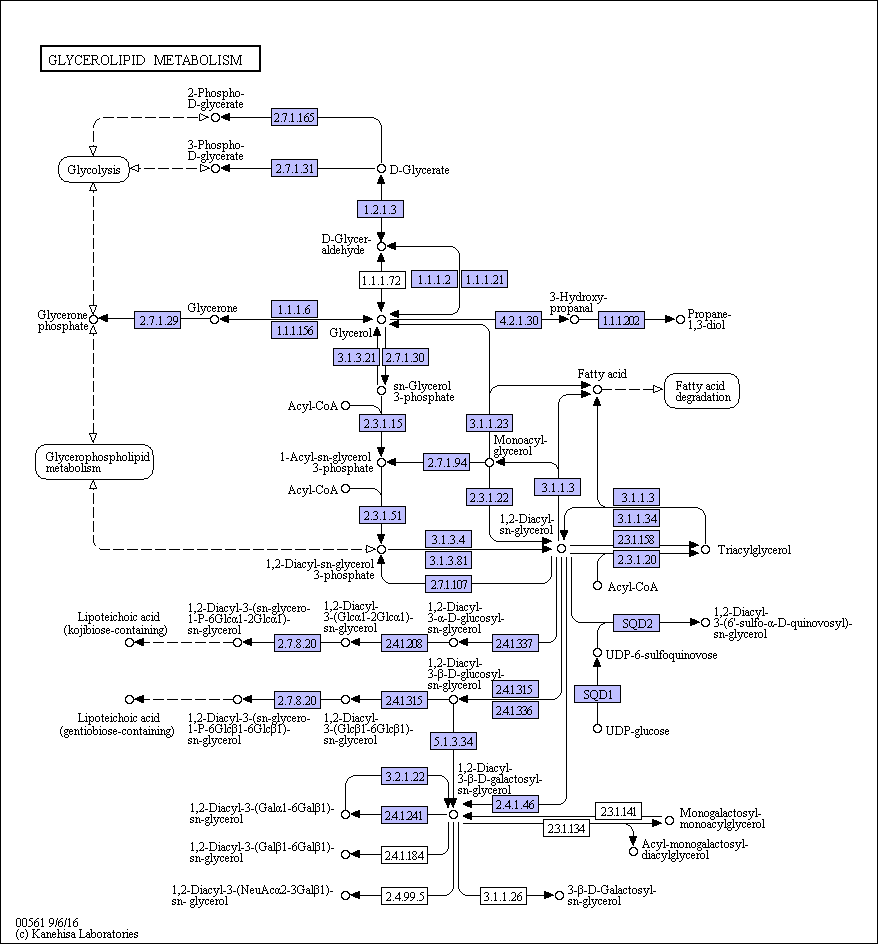 GLYCEROLIPID METABOLISM
2-Phospho-
D-glycerate
2.7.1.165
3-Phospho-
D-glycerate
Glycolysis
2.7.1.31
D-Glycerate
1.2.1.3
D-Glycer-
aldehyde
1.1.1.72
1.1.1.2
1.1.1.21
Glycerone
phosphate
2.7.1.29
Glycerone
1.1.1.6
1.1.1.156
Glycerol
4.2.1.30
3-Hydroxy-
propanal
1.1.1.202
Propane-
1,3-diol
3.1.3.21
2.7.1.30
sn-Glycerol
3-phosphate
Fatty acid
Fatty acid
degradation
Acyl-CoA
2.3.1.15
3.1.1.23
Monoacyl-
glycerol
1-Acyl-sn-glycerol
3-phosphate
2.7.1.94
Glycerophospholipid
metabolism
Acyl-CoA
2.3.1.22
3.1.1.3
3.1.1.3
2.3.1.51
1,2-Diacyl-
sn-glycerol
3.1.1.34
3.1.3.4
2.3.1.158
Triacylglycerol
3.1.3.81
2.3.1.20
1,2-Diacyl-sn-glycerol
3-phosphate
2.7.1.107
Acyl-CoA
Lipoteichoic acid
(kojibiose-containing)
1,2-Diacyl-3-(sn-glycero-
1-P-6Glcα1-2Glcα1)-
sn-glycerol
2.7.8.20
1,2-Diacyl-
3-(Glcα1-2Glcα1)-
sn-glycerol
2.4.1.208
1,2-Diacyl-
3-α-D-glucosyl-
sn-glycerol
2.4.1.337
SQD2
1,2-Diacyl-
3-(6'-sulfo-α-D-quinovosyl)-
sn-glycerol
UDP-6-sulfoquinovose
1,2-Diacyl-
3-β-D-glucosyl-
sn-glycerol
2.4.1.315
2.4.1.336
SQD1
UDP-glucose
Lipoteichoic acid
(gentiobiose-containing)
1,2-Diacyl-3-(sn-glycero-
1-P-6Glcβ1-6Glcβ1)-
sn-glycerol
2.7.8.20
1,2-Diacyl-
3-(Glcβ1-6Glcβ1)-
sn-glycerol
2.4.1.315
5.1.3.34
1,2-Diacyl-
3-β-D-galactosyl-
sn-glycerol
3.2.1.22
2.4.1.46
1,2-Diacyl-3-(Galα1-6Galβ1)-
sn-glycerol
2.4.1.241
2.3.1.141
2.3.1.134
Monogalactosyl-
monoacylglycerol
1,2-Diacyl-3-(Galβ1-6Galβ1)-
sn-glycerol
2.4.1.184
Acyl-monogalactosyl-
diacylglycerol
1,2-Diacyl-3-(NeuAcα2-3Galβ1)-
sn- glycerol
2.4.99.5
3.1.1.26
3-β-D-Galactosyl-
sn-glycerol
00561 9/6/16
(c) Kanehisa Laboratories